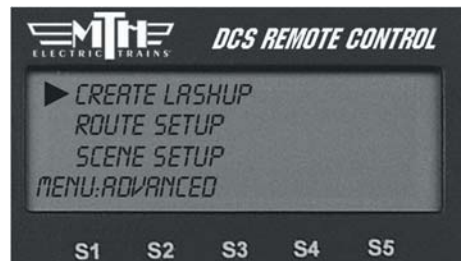 MTH
ELECTRIC TRAINS
DCS REMOTE CONTROL
CREATE LASHUP
ROUTE SETUP
SCENE SETUP
MENU:ADVANCED
S1 S2 S3 S4 S5